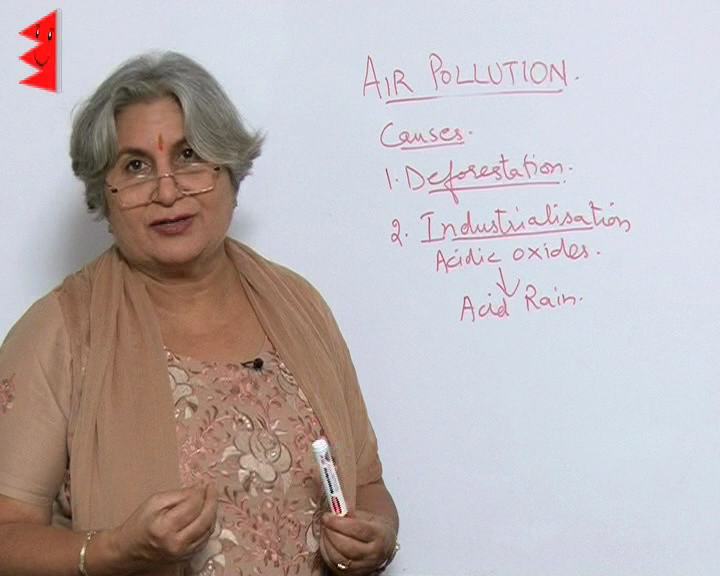 AIR POLLUTION.
Causes.
1. Deforestation.
2. Industrialisation
Acidic oxides.
Acid Rain.